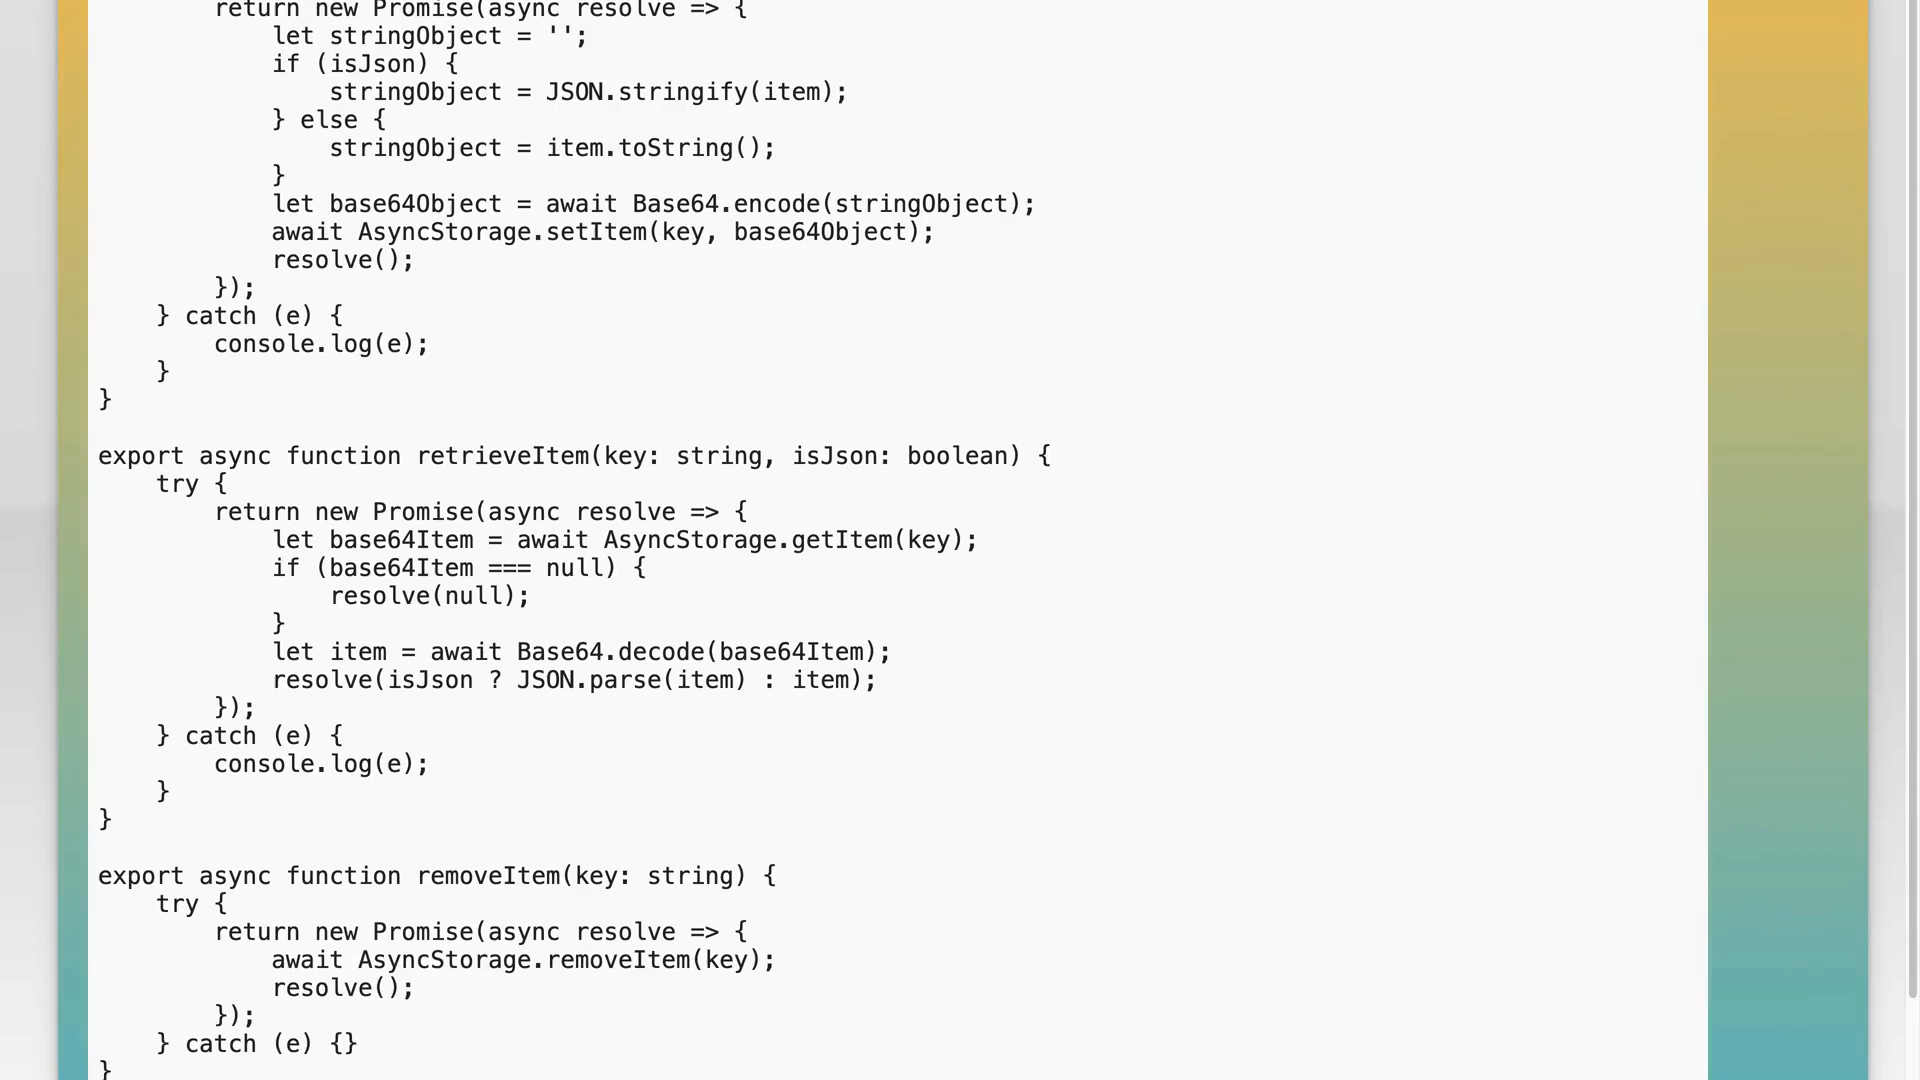 return new Promise(async resolve => {
            let stringObject = '';
            if (isJson) {
                stringObject = JSON.stringify(item);
            } else {
                stringObject = item.toString();
            }
            let base64Object = await Base64.encode(stringObject);
            await AsyncStorage.setItem(key, base64Object);
            resolve();
        });
    } catch (e) {
        console.log(e);
    }
}

export async function retrieveItem(key: string, isJson: boolean) {
    try {
        return new Promise(async resolve => {
            let base64Item = await AsyncStorage.getItem(key);
            if (base64Item === null) {
                resolve(null);
            }
            let item = await Base64.decode(base64Item);
            resolve(isJson ? JSON.parse(item) : item);
        });
    } catch (e) {
        console.log(e);
    }
}

export async function removeItem(key: string) {
    try {
        return new Promise(async resolve => {
            await AsyncStorage.removeItem(key);
            resolve();
        });
    } catch (e) {}
}